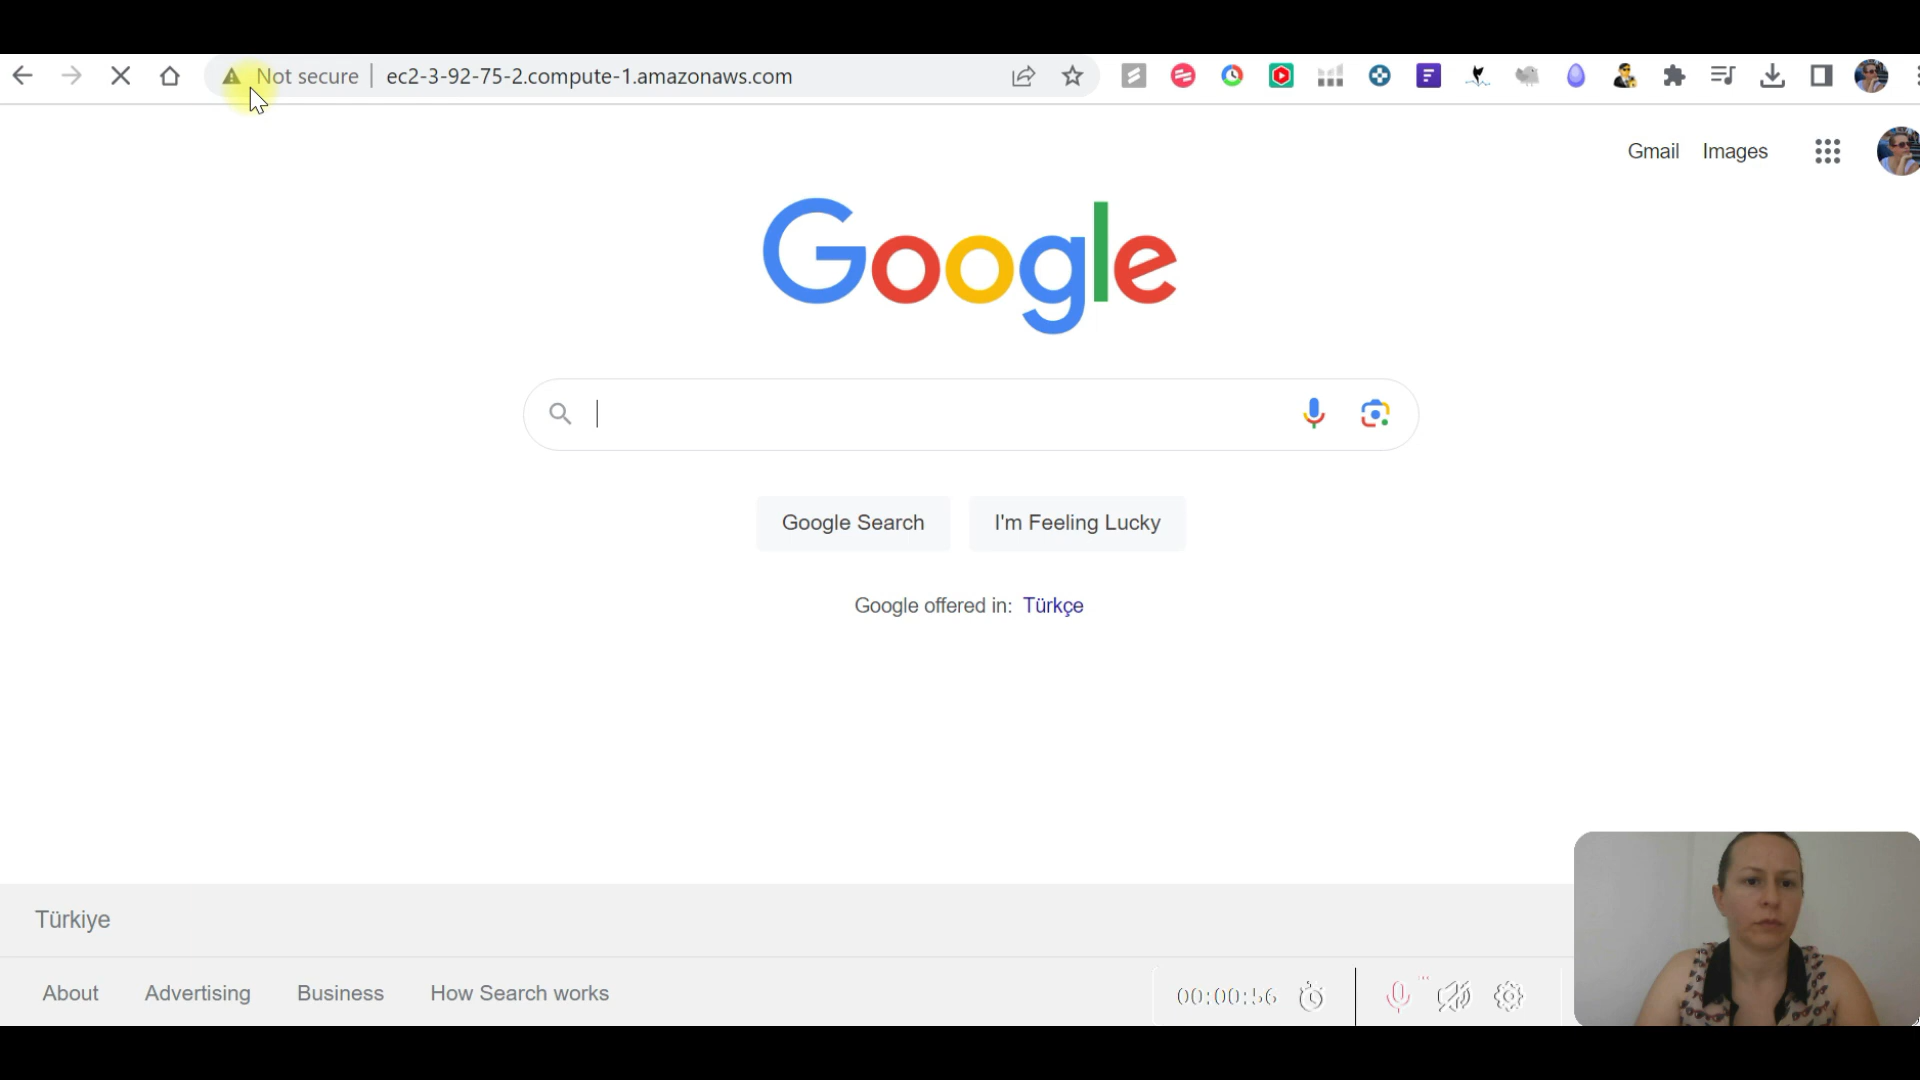 Not secure ec2-3-92-75-2.compute-1.amazonaws.com
Gmail Images
Google
Google Search I'm Feeling Lucky
Google offered in: Türkçe
Türkiye
About Advertising Business How Search works
00:00:56